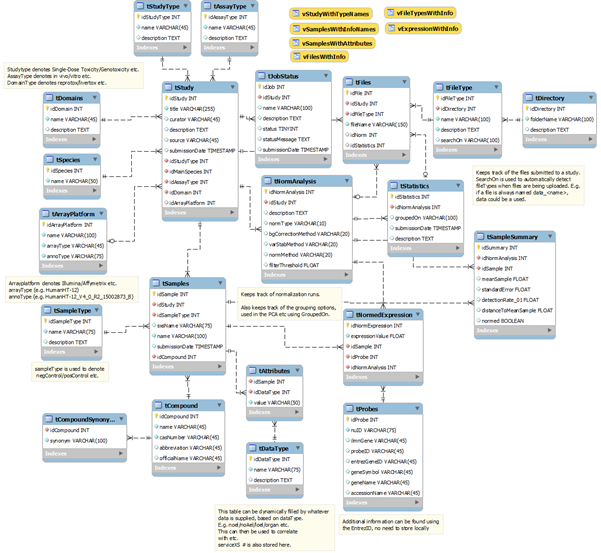 tStudyType
idStudyType INT
name VARCHAR(45)
description TEXT
Indexes
tAssayType
idAssayType INT
name VARCHAR(45)
description TEXT
Indexes
vStudyWithTypeNames
vFileTypesWithInfo
vSamplesWithInfoNames
vExpressionWithInfo
vSamplesWithAttributes
vFilesWithInfo
Studytype denotes Single-Dose Toxicity/Genotoxicity etc.
AssayType denotes in vivo/vitro etc.
DomainType denotes reprotox/livertox etc.
tDomains
idDomain INT
name VARCHAR(45)
description TEXT
Indexes
tSpecies
idSpecies INT
name VARCHAR(50)
Indexes
tArrayPlatform
idArrayPlatform INT
name VARCHAR(100)
arrayType VARCHAR(45)
annoType VARCHAR(75)
Indexes
Arrayplatform denotes Illumina/Affymetrix etc.
arrayType (e.g. HumanHT-12)
annoType (e.g. HumanHT-12_V4_0_R2_15002873_B)
tStudy
idStudy INT
title VARCHAR(255)
curator VARCHAR(45)
description TEXT
source VARCHAR(45)
submissionDate TIMESTAMP
idStudyType INT
idMainSpecies INT
idAssayType INT
idDomain INT
idArrayPlatform INT
Indexes
tJobStatus
idJob INT
idStudy INT
name VARCHAR(100)
description TEXT
status TINYINT
statusMessage TEXT
submissionDate TIMESTAMP
Indexes
tFiles
idFile INT
idStudy INT
idFileType INT
fileName VARCHAR(150)
idNorm INT
idStatistics INT
Indexes
tFileType
idFileType INT
idDirectory INT
name VARCHAR(100)
description TEXT
searchOn VARCHAR(100)
Indexes
tDirectory
idDirectory INT
folderName VARCHAR(100)
description TEXT
Indexes
Keeps track of the files submitted to a study.
SearchOn is used to automatically detect
fileTypes when files are being uploaded. E.g.
if a file is always named data_<name>,
data could be used.
tNormAnalysis
idNormAnalysis INT
idStudy INT
description TEXT
normType VARCHAR(10)
bgCorrectionMethod VARCHAR(20)
varStabMethod VARCHAR(20)
normMethod VARCHAR(20)
filterThreshold FLOAT
Indexes
tStatistics
idStatistics INT
idNormAnalysis INT
groupedOn VARCHAR(100)
submissionDate TIMESTAMP
description TEXT
Indexes
tSampleSummary
idSummary INT
idNormAnalysis INT
idSample INT
meanSample FLOAT
standardError FLOAT
detectionRate_01 FLOAT
distanceToMeanSample FLOAT
normed BOOLEAN
Indexes
tSamples
idSample INT
idStudy INT
idSampleType INT
sxsName VARCHAR(75)
name VARCHAR(100)
submissionDate TIMESTAMP
idCompound INT
Indexes
Keeps track of normalization runs.
Also keeps track of the grouping options,
used in the PCA etc using GroupedOn.
tSampleType
idSampleType INT
name VARCHAR(75)
Indexes
sampleType is used to denote
negControl/posControl etc.
tNormedExpression
idNormExpression INT
expressionValue FLOAT
idSample INT
idProbe INT
idNormAnalysis INT
Indexes
tAttributes
idSample INT
idDataType INT
value VARCHAR(50)
Indexes
tCompoundSynony...
idCompound INT
synonym VARCHAR(100)
Indexes
tCompound
idCompound INT
name VARCHAR(45)
casNumber VARCHAR(45)
abbreviation VARCHAR(45)
officialName VARCHAR(45)
Indexes
tDataType
idDataType INT
name VARCHAR(75)
description TEXT
Indexes
tProbes
idProbe INT
nuID VARCHAR(75)
ilmnGene VARCHAR(45)
probeID VARCHAR(45)
entrezGeneID VARCHAR(45)
geneSymbol VARCHAR(45)
geneName VARCHAR(45)
accessionName VARCHAR(45)
Indexes
This table can be dynamically filled by whatever
data is supplied, based on dataType.
E.g. noel/noAel/loel/organ etc.
This can then be used to correlate
with etc.
serviceXS # is also stored here.
Additional information can be found using
the EntrezID, no need to store locally